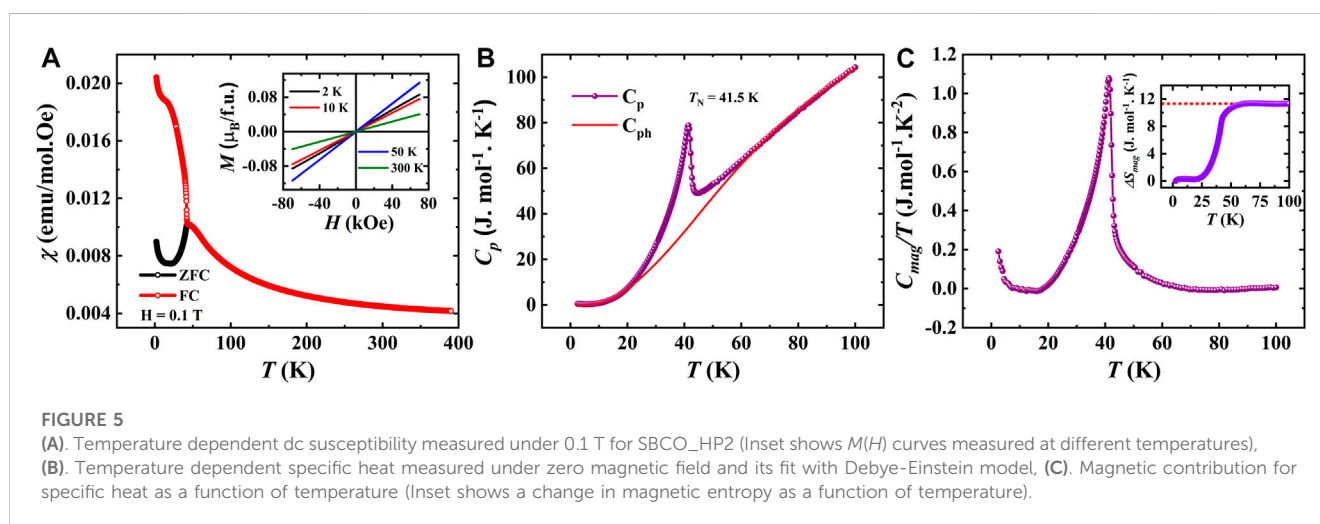 A
χ (emu/mol.Oe)
0.020
0.016
0.012
0.008
0.004
0 100 200 300 400
T (K)
ZFC
FC
H = 0.1 T
M (μB/f.u.)
0.08
0.00
-0.08
-80 -40 0 40 80
H (kOe)
2 K
10 K
50 K
300 K
B
Cp (J. mol-1. K-1)
100
80
60
40
20
0
0 20 40 60 80 100
T (K)
Cp
Cph
TN = 41.5 K
C
Cmag/T (J.mol-1.K-2)
1.2
1.0
0.8
0.6
0.4
0.2
0.0
-0.2
0 20 40 60 80 100
T (K)
ΔSmag (J. mol-1. K-1)
12
8
4
0
0 25 50 75 100
T (K)
FIGURE 5
(A). Temperature dependent dc susceptibility measured under 0.1 T for SBCO_HP2 (Inset shows M(H) curves measured at different temperatures),
(B). Temperature dependent specific heat measured under zero magnetic field and its fit with Debye-Einstein model, (C). Magnetic contribution for
specific heat as a function of temperature (Inset shows a change in magnetic entropy as a function of temperature).